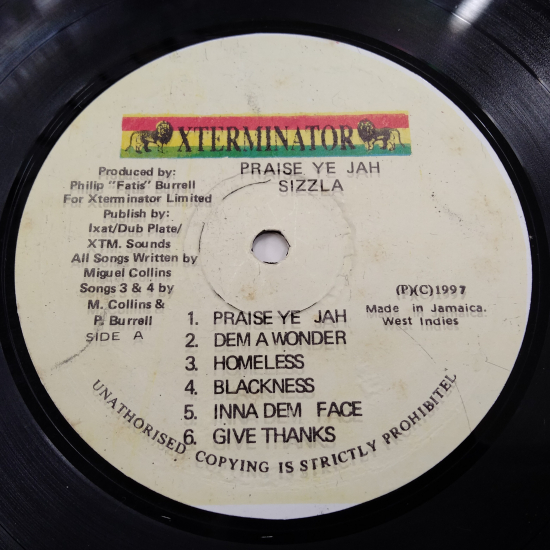 XTERMINATOR
PRAISE YE JAH
SIZZLA
Produced by:
Philip "Fatis" Burrell
For Xterminator Limited
Publish by:
Ixat/Dub Plate/
XTM. Sounds
All Songs Written by
Miguel Collins
Songs 3 & 4 by
M. Collins &
P. Burrell
SIDE A
(P)(C)1997
Made in Jamaica.
West Indies
1. PRAISE YE JAH
2. DEM A WONDER
3. HOMELESS
4. BLACKNESS
5. INNA DEM FACE
6. GIVE THANKS
UNATHORISED COPYING IS STRICTLY PROHIBITEL